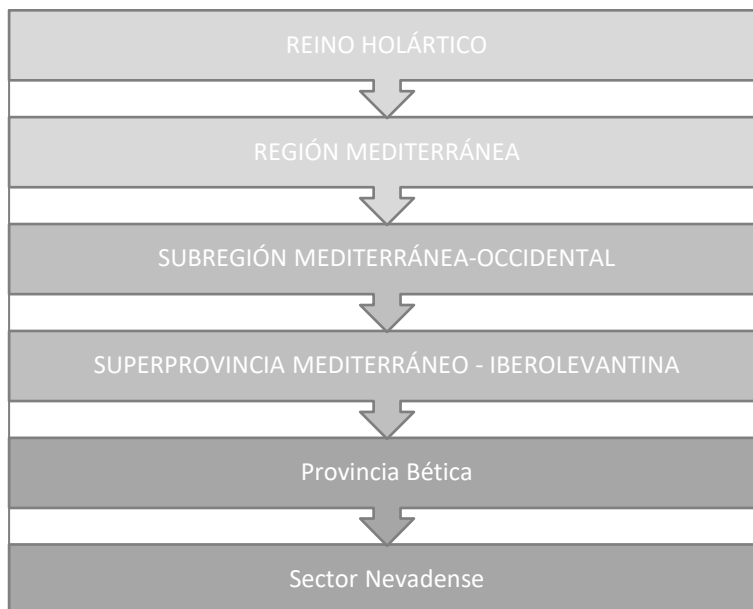 REINO HOLÁRTICO
REGIÓN MEDITERRÁNEA
SUBREGIÓN MEDITERRÁNEA-OCCIDENTAL
SUPERPROVINCIA MEDITERRÁNEO - IBEROLEVANTINA
Provincia Bética
Sector Nevadense